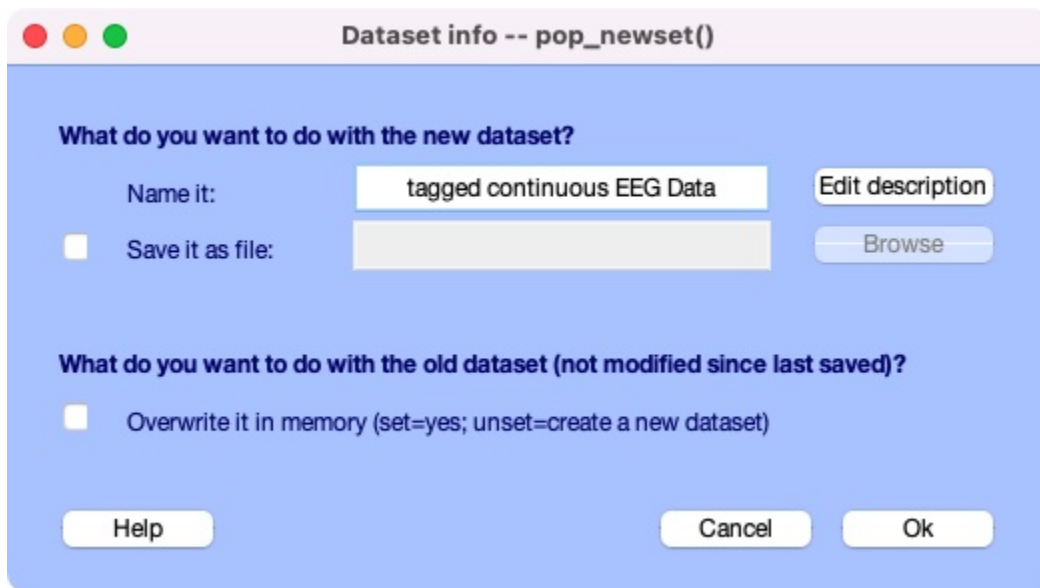 Dataset info -- pop_newset()
What do you want to do with the new dataset?
Name it: tagged continuous EEG Data Edit description
Save it as file: Browse
What do you want to do with the old dataset (not modified since last saved)?
Overwrite it in memory (set=yes; unset=create a new dataset)
Help Cancel Ok